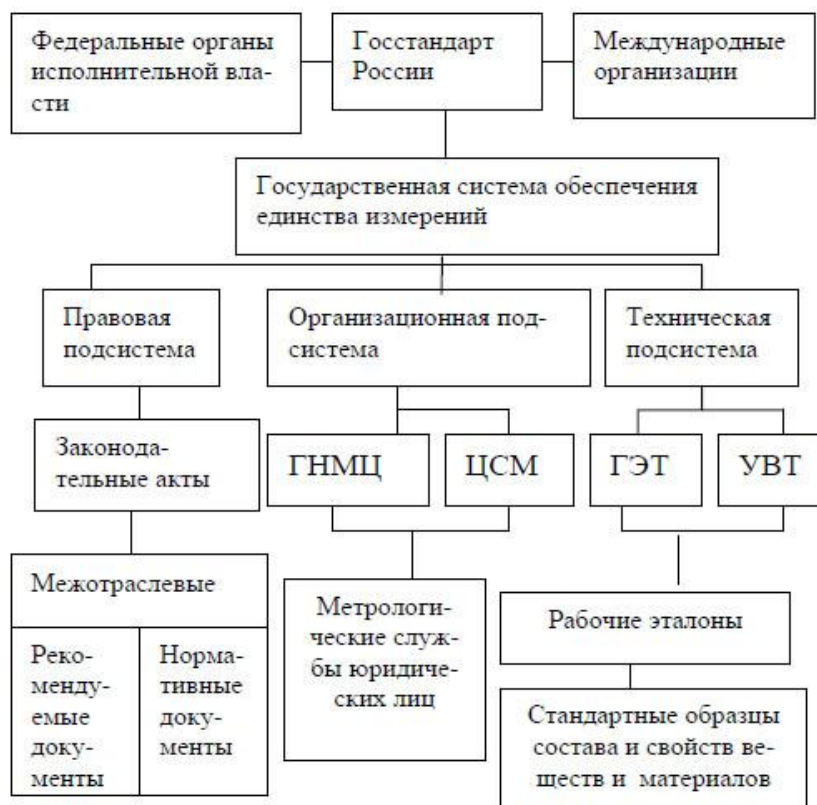 Федеральные органы
исполнительной вла-
сти
Госстандарт
России
Международные
организации
Государственная система обеспечения
единства измерений
Правовая
подсистема
Организационная под-
система
Техническая
подсистема
Законода-
тельные акты
ГНМЦ
ЦСМ
ГЭТ
УВТ
Межотраслевые
Реко-
менду-
емые
доку-
менты
Норма-
тивные
доку-
менты
Метрологи-
ческие служ-
бы юридиче-
ских лиц
Рабочие эталоны
Стандартные образцы
состава и свойств ве-
ществ и материалов